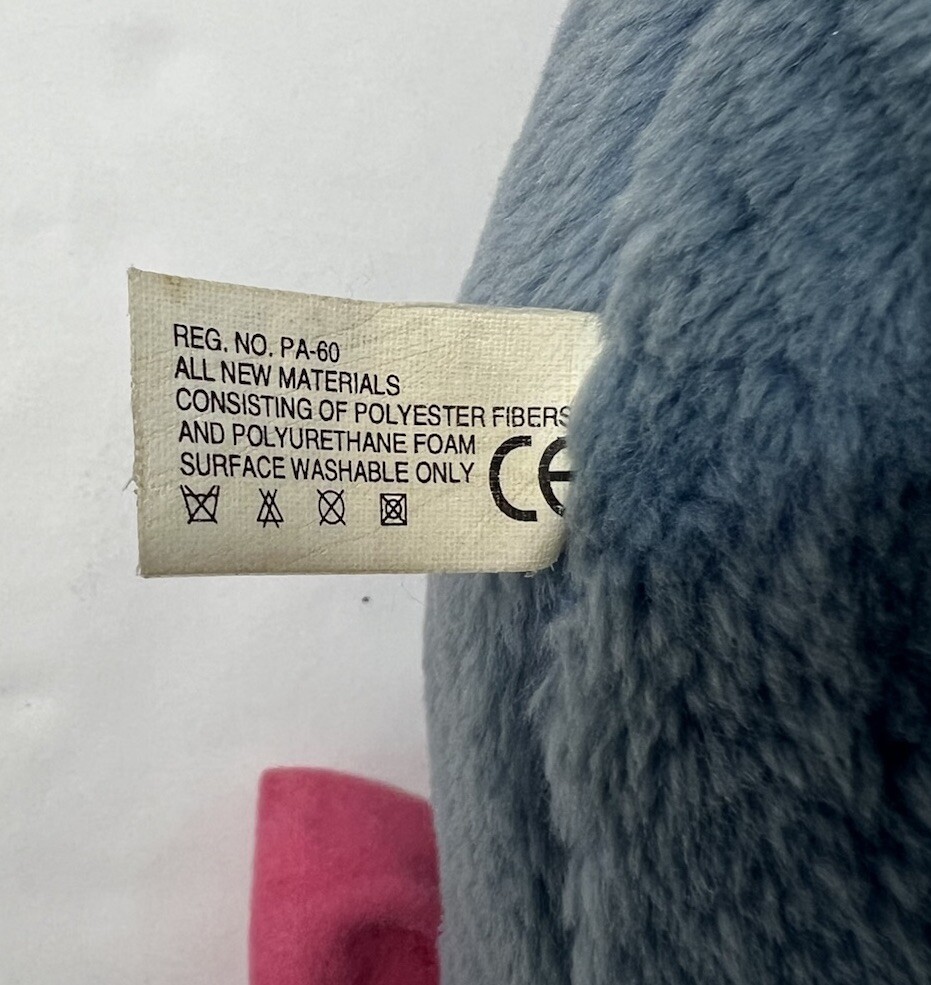 REG. NO. PA-60
ALL NEW MATERIALS
CONSISTING OF POLYESTER FIBERS
AND POLYURETHANE FOAM
SURFACE WASHABLE ONLY
CE